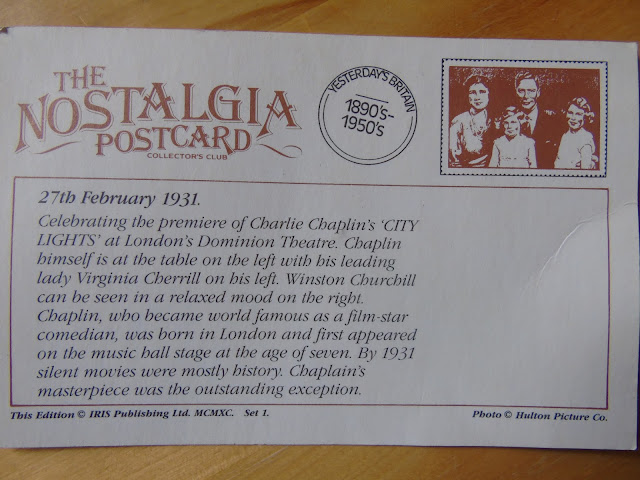 THE
NOSTALGIA
POSTCARD
COLLECTOR'S CLUB
YESTERDAY'S BRITAIN
1890's-
1950's
27th February 1931.
Celebrating the premiere of Charlie Chaplin's 'CITY
LIGHTS' at London's Dominion Theatre. Chaplin
himself is at the table on the left with his leading
lady Virginia Cherrill on his left. Winston Churchill
can be seen in a relaxed mood on the right.
Chaplin, who became world famous as a film-star
comedian, was born in London and first appeared
on the music hall stage at the age of seven. By 1931
silent movies were mostly history. Chaplain's
masterpiece was the outstanding exception.
This Edition © IRIS Publishing Ltd. MCMXC. Set 1.
Photo © Hulton Picture Co.